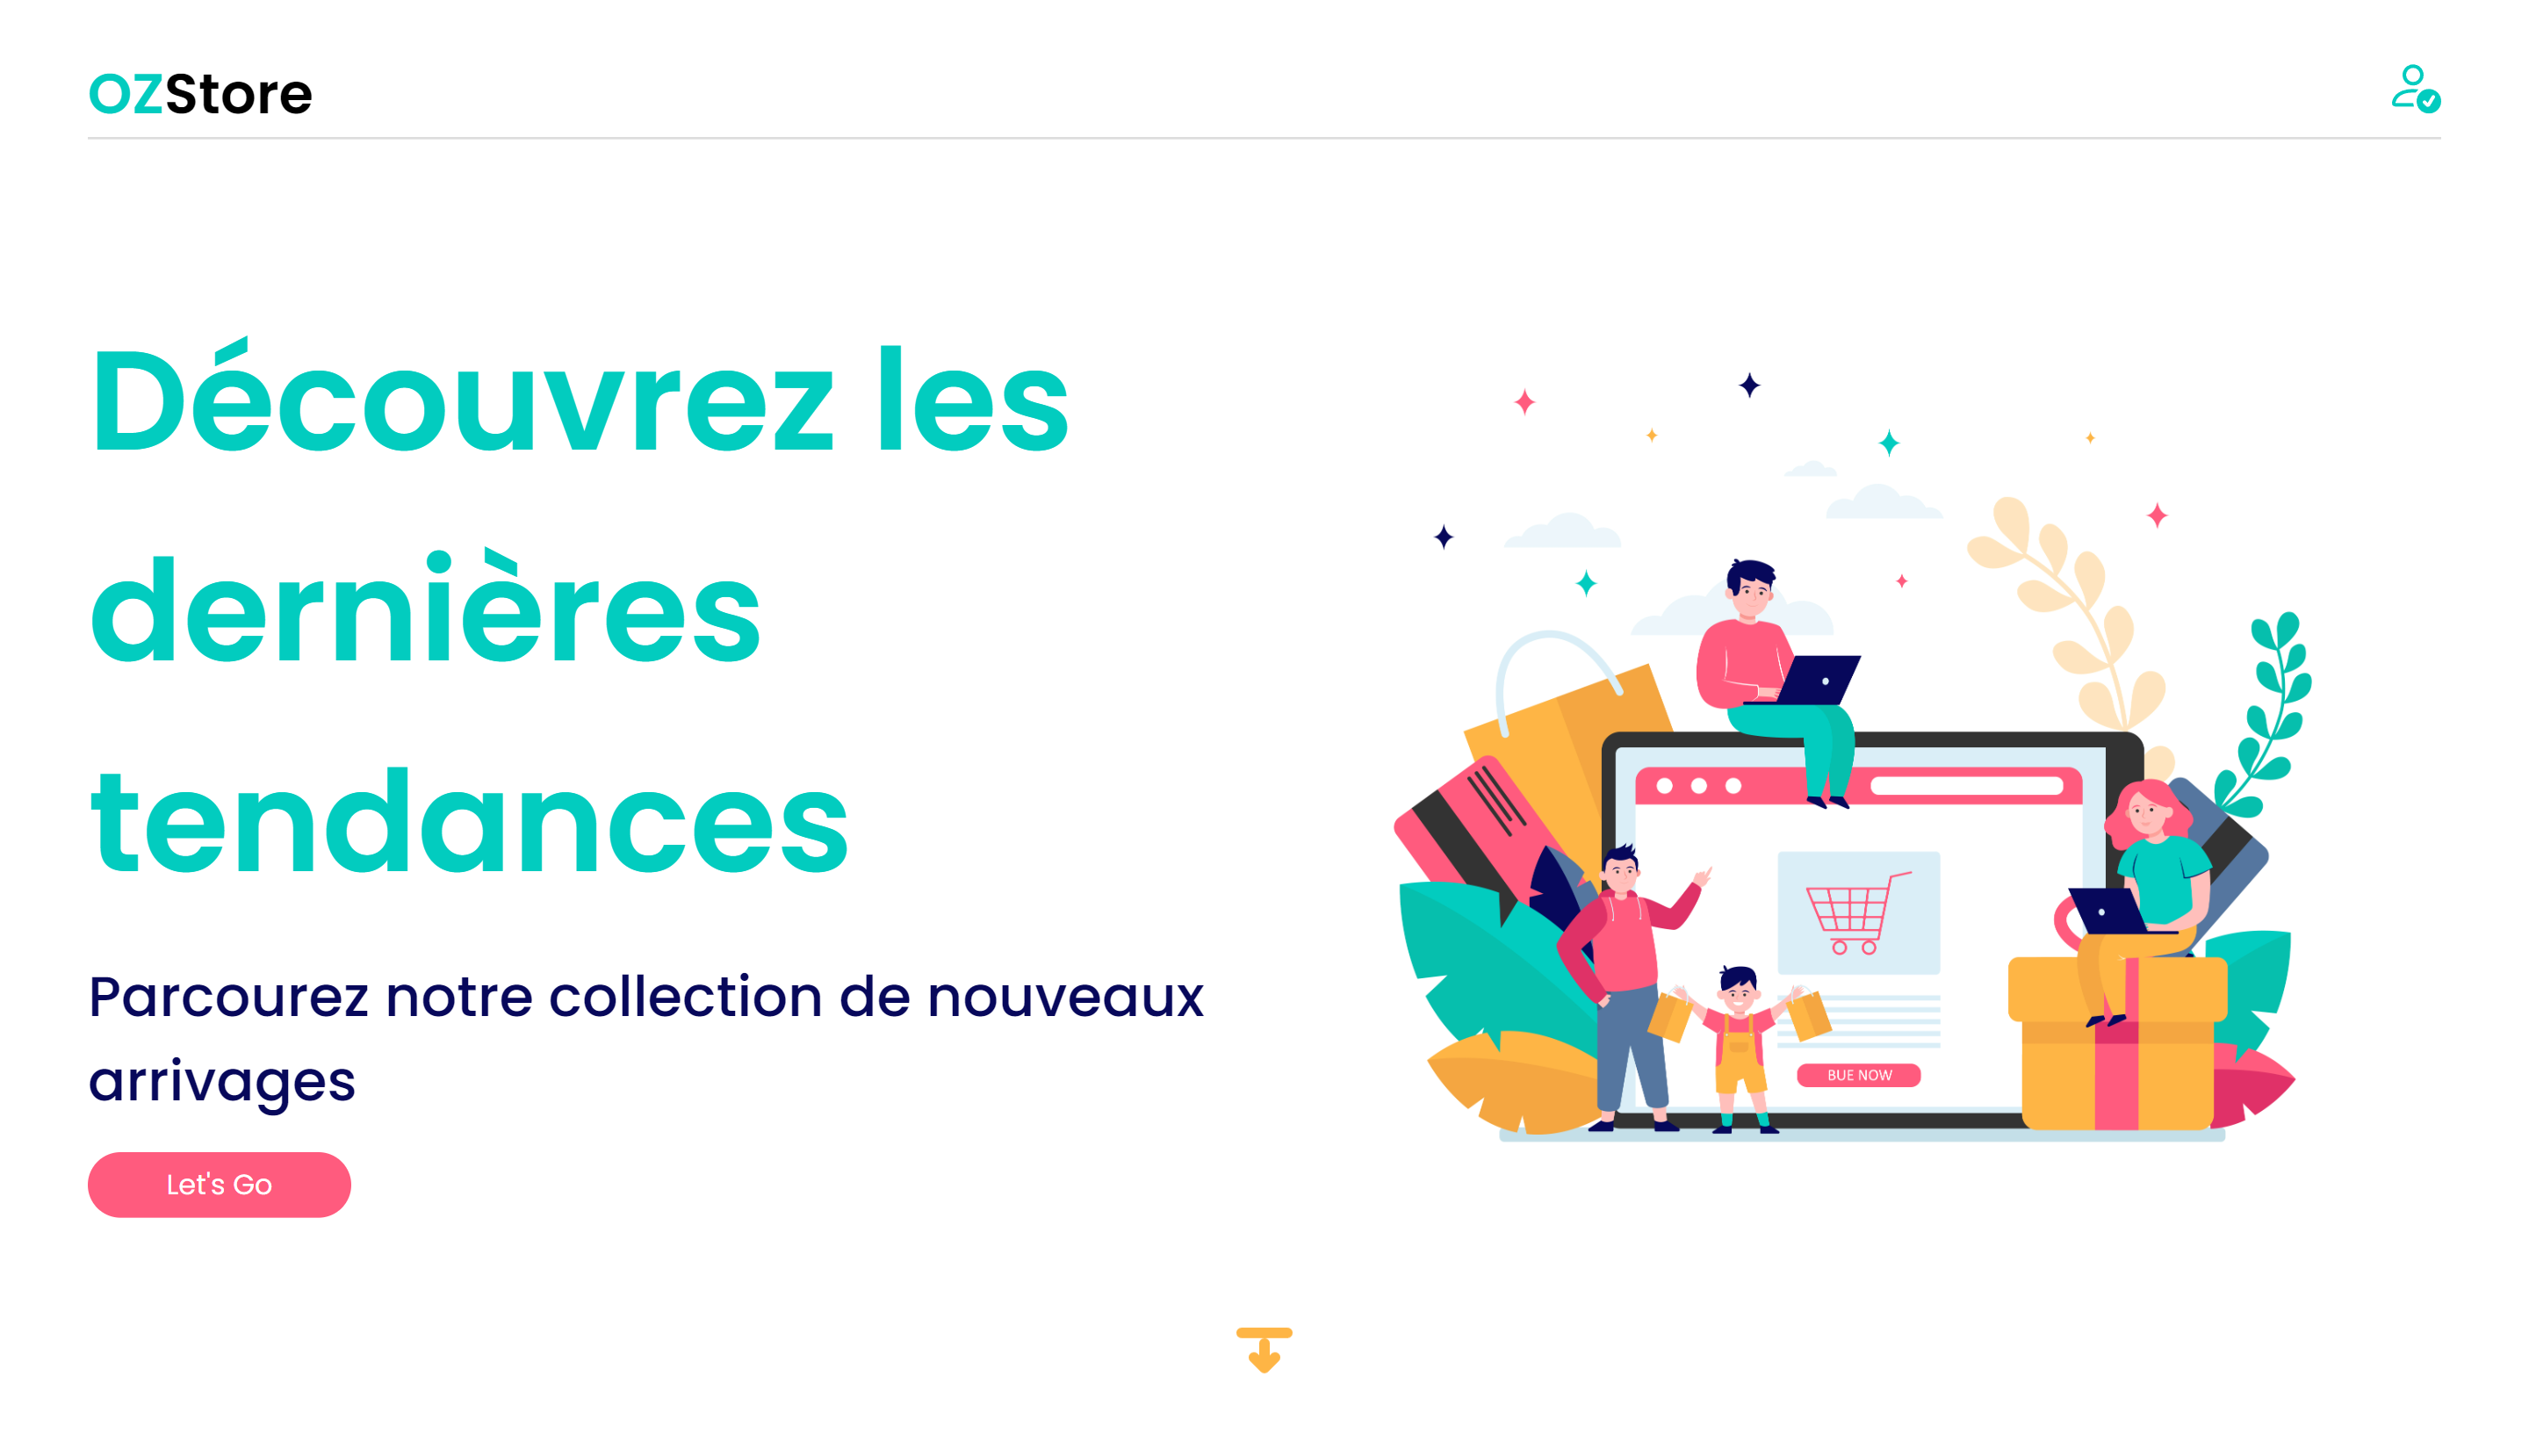 OZStore
Découvrez les
dernières
tendances
Parcourez notre collection de nouveaux
arrivages
Let's Go
BUE NOW